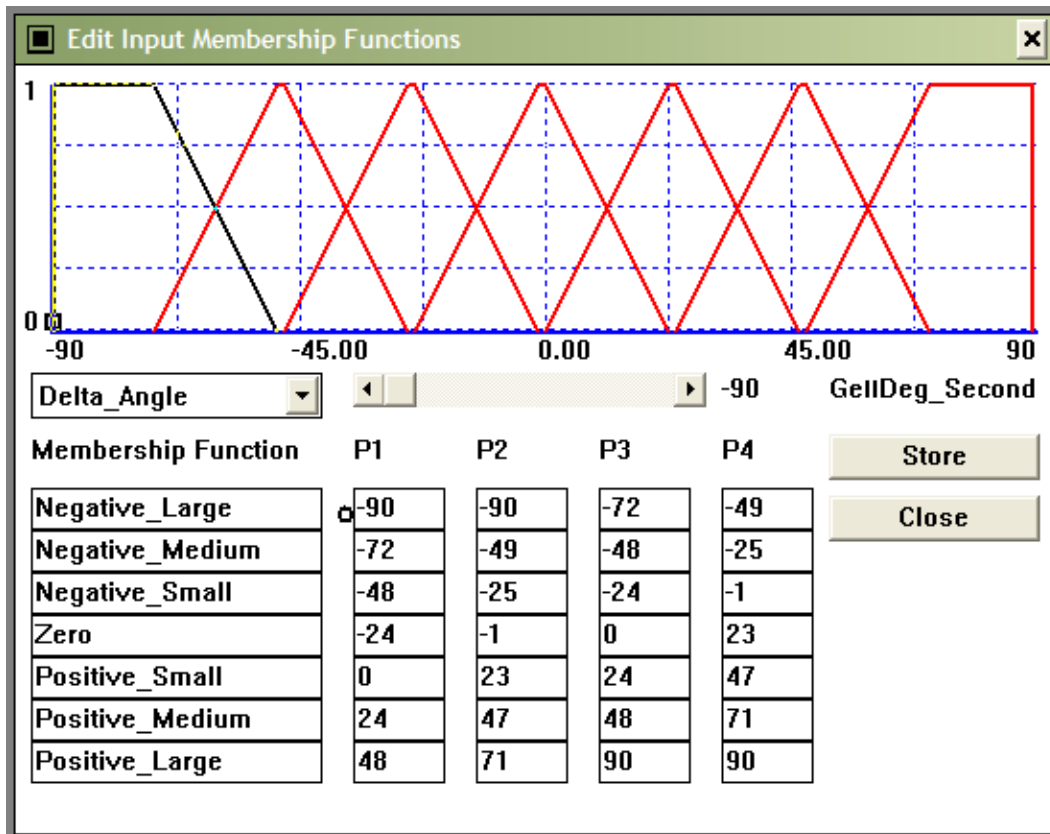 Edit Input Membership Functions
1
0
-90 -45.00 0.00 45.00 90
Delta_Angle -90 GellDeg_Second
Membership Function P1 P2 P3 P4 Store
Negative_Large -90 -90 -72 -49 Close
Negative_Medium -72 -49 -48 -25
Negative_Small -48 -25 -24 -1
Zero -24 -1 0 23
Positive_Small 0 23 24 47
Positive_Medium 24 47 48 71
Positive_Large 48 71 90 90